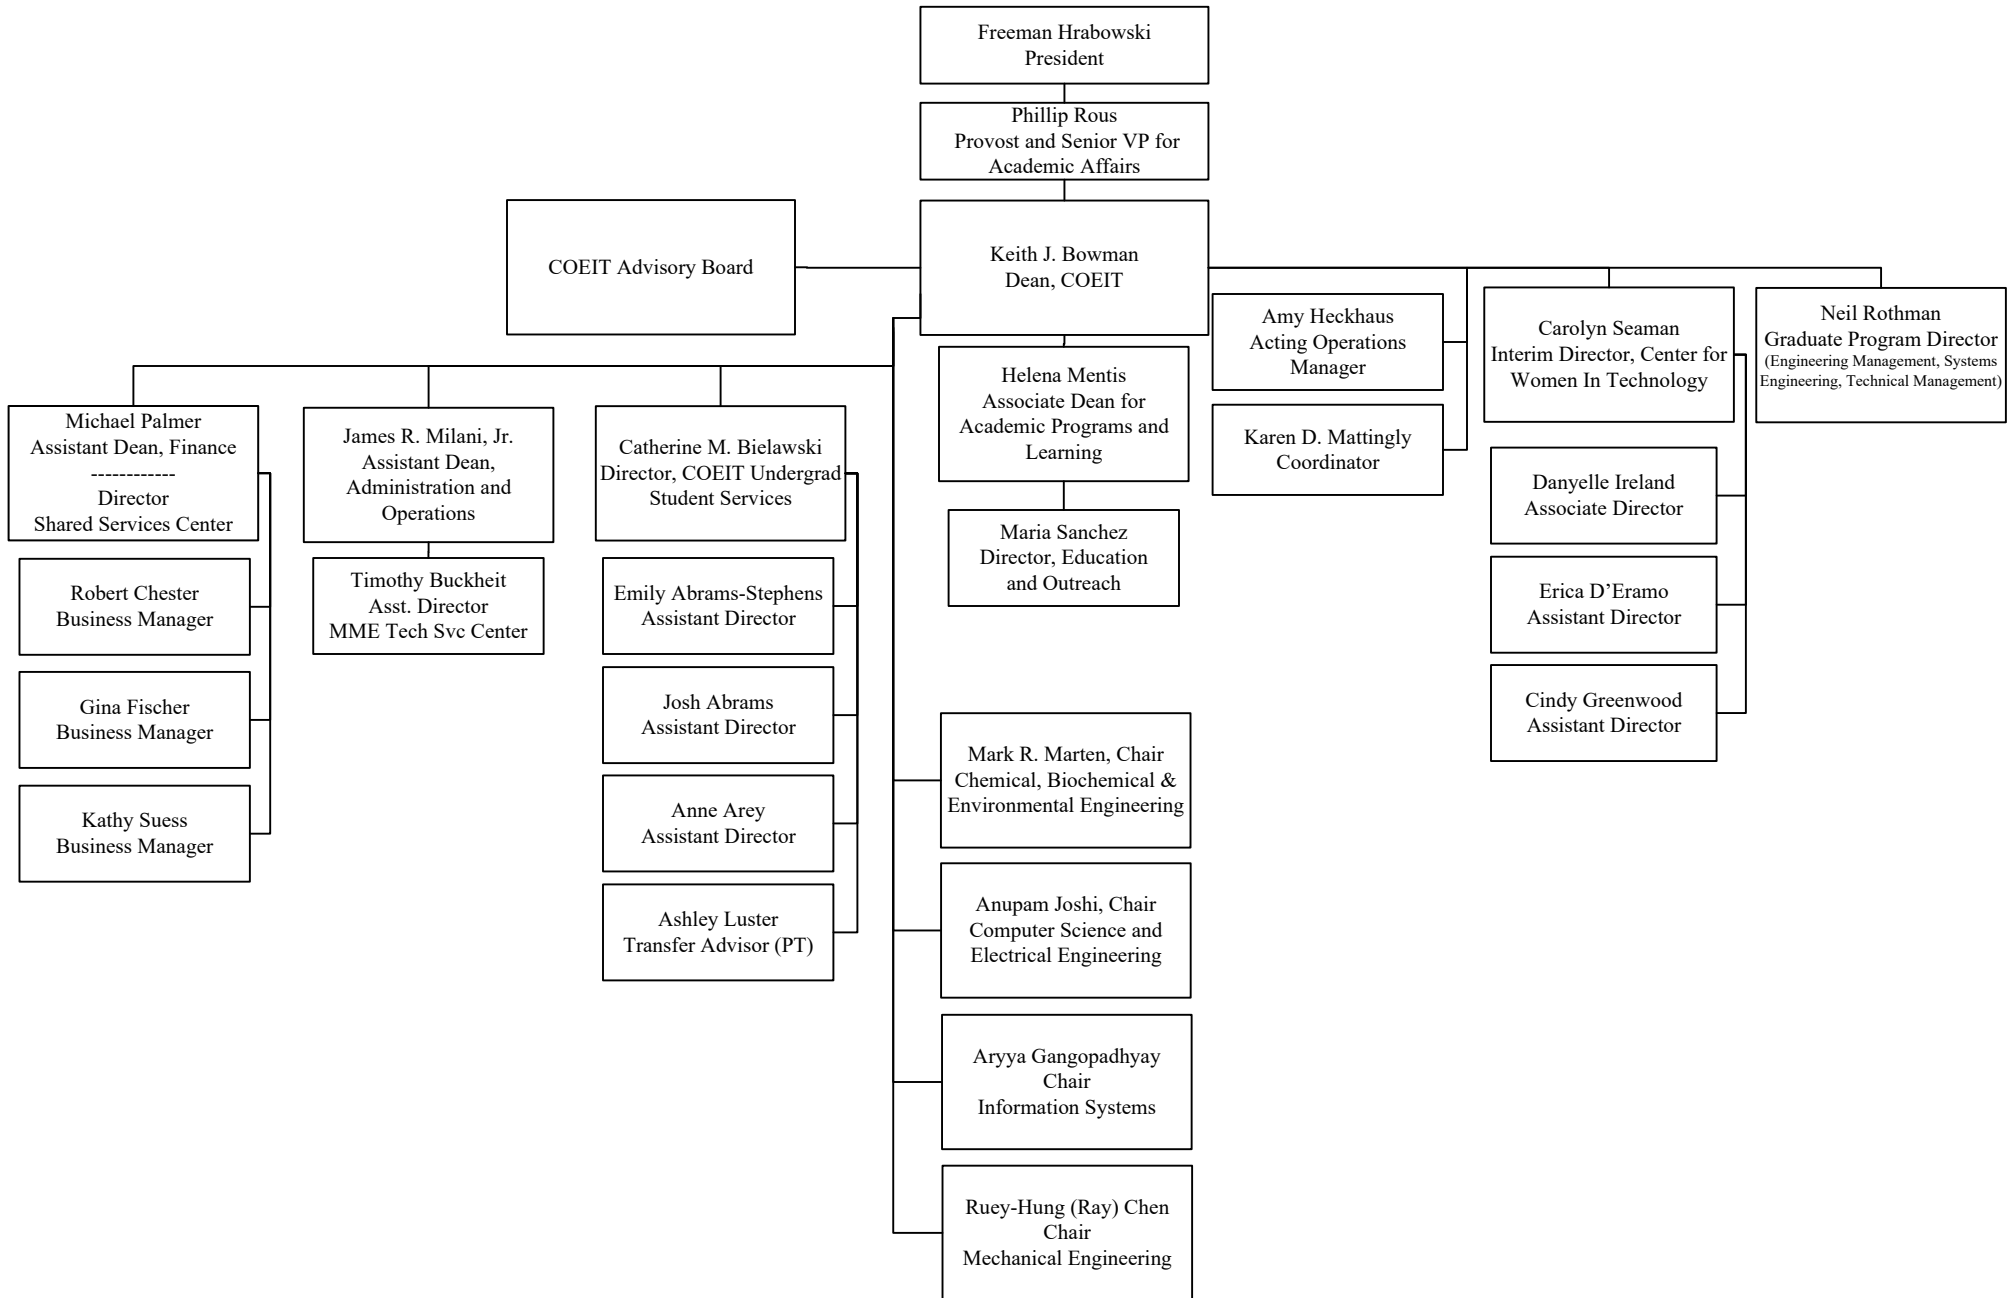 Freeman Hrabowski
President
Phillip Rous
Provost and Senior VP for
Academic Affairs
COEIT Advisory Board
Keith J. Bowman
Dean, COEIT
Amy Heckhaus
Acting Operations
Manager
Karen D. Mattingly
Coordinator
Carolyn Seaman
Interim Director, Center for
Women In Technology
Neil Rothman
Graduate Program Director
(Engineering Management, Systems
Engineering, Technical Management)
Helena Mentis
Associate Dean for
Academic Programs and
Learning
Maria Sanchez
Director, Education
and Outreach
Danyelle Ireland
Associate Director
Erica D’Eramo
Assistant Director
Cindy Greenwood
Assistant Director
Michael Palmer
Assistant Dean, Finance
------------
Director
Shared Services Center
Robert Chester
Business Manager
Gina Fischer
Business Manager
Kathy Suess
Business Manager
James R. Milani, Jr.
Assistant Dean,
Administration and
Operations
Timothy Buckheit
Asst. Director
MME Tech Svc Center
Catherine M. Bielawski
Director, COEIT Undergrad
Student Services
Emily Abrams-Stephens
Assistant Director
Josh Abrams
Assistant Director
Anne Arey
Assistant Director
Ashley Luster
Transfer Advisor (PT)
Mark R. Marten, Chair
Chemical, Biochemical &
Environmental Engineering
Anupam Joshi, Chair
Computer Science and
Electrical Engineering
Aryya Gangopadhyay
Chair
Information Systems
Ruey-Hung (Ray) Chen
Chair
Mechanical Engineering